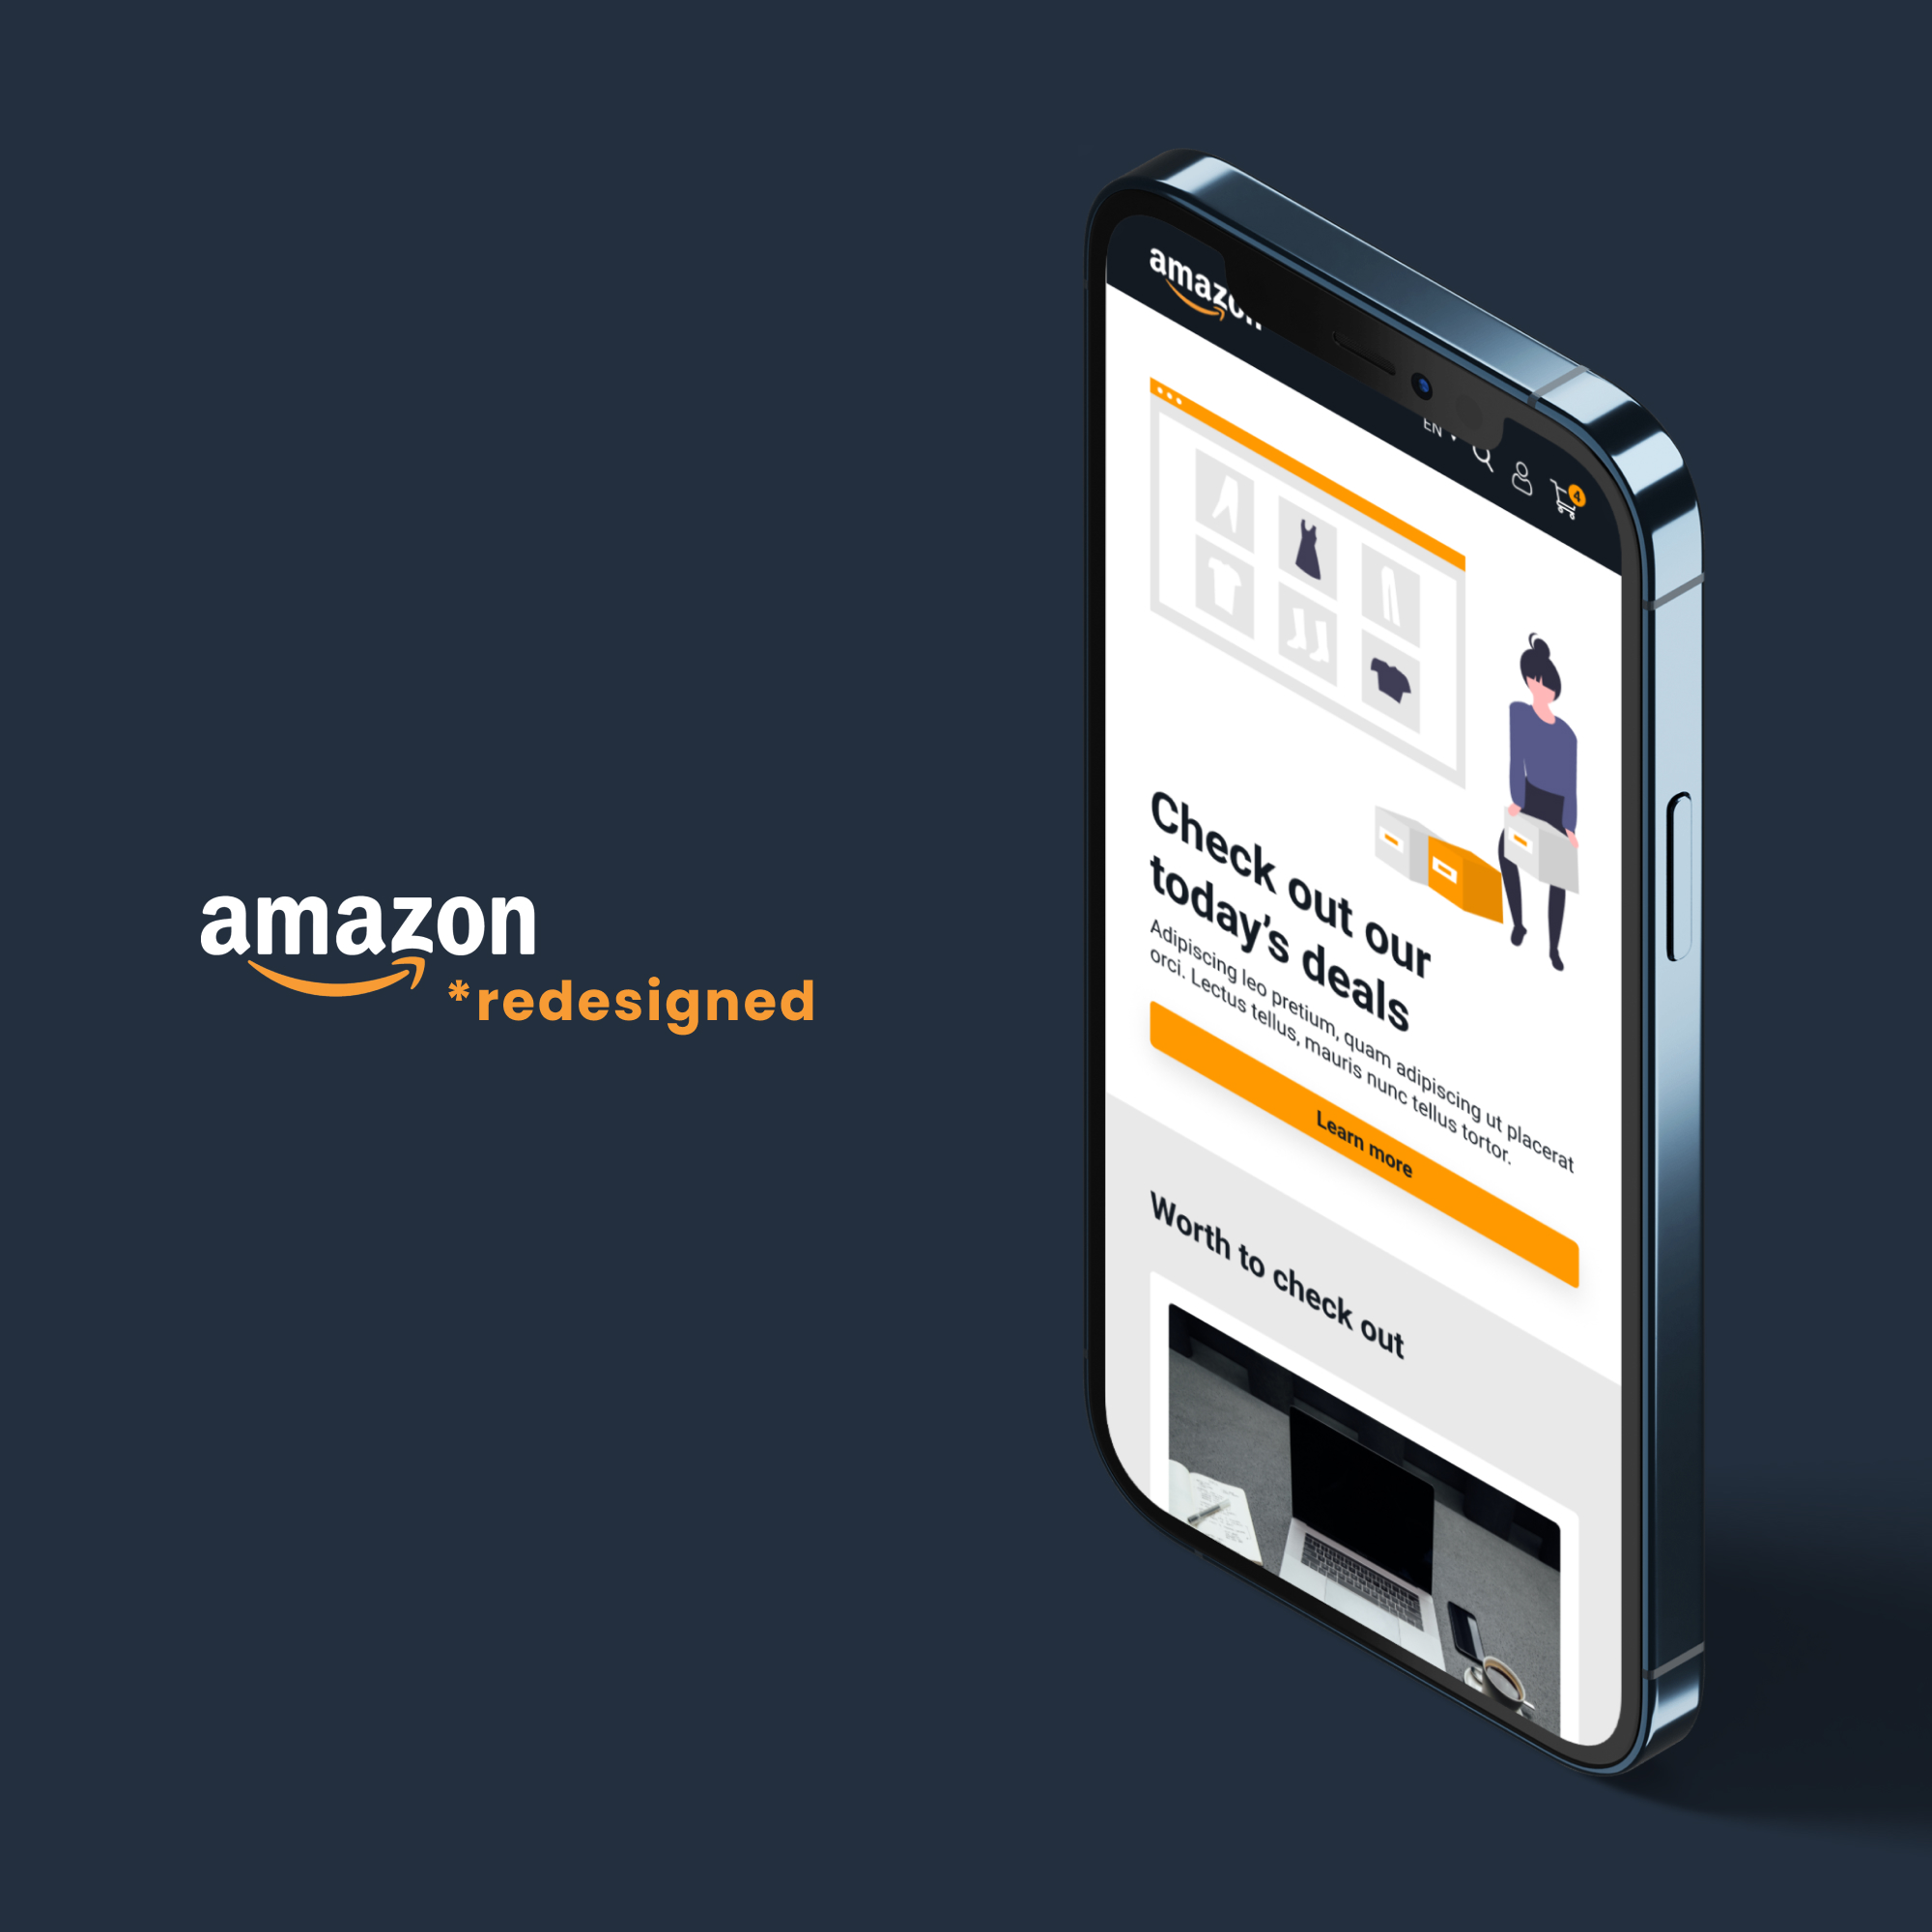 amazon
*redesigned
amazon
EN
4
Check out our
today's deals
Adipiscing leo pretium, quam adipiscing ut placerat
orci. Lectus tellus, mauris nunc tellus tortor.
Learn more
Worth to check out